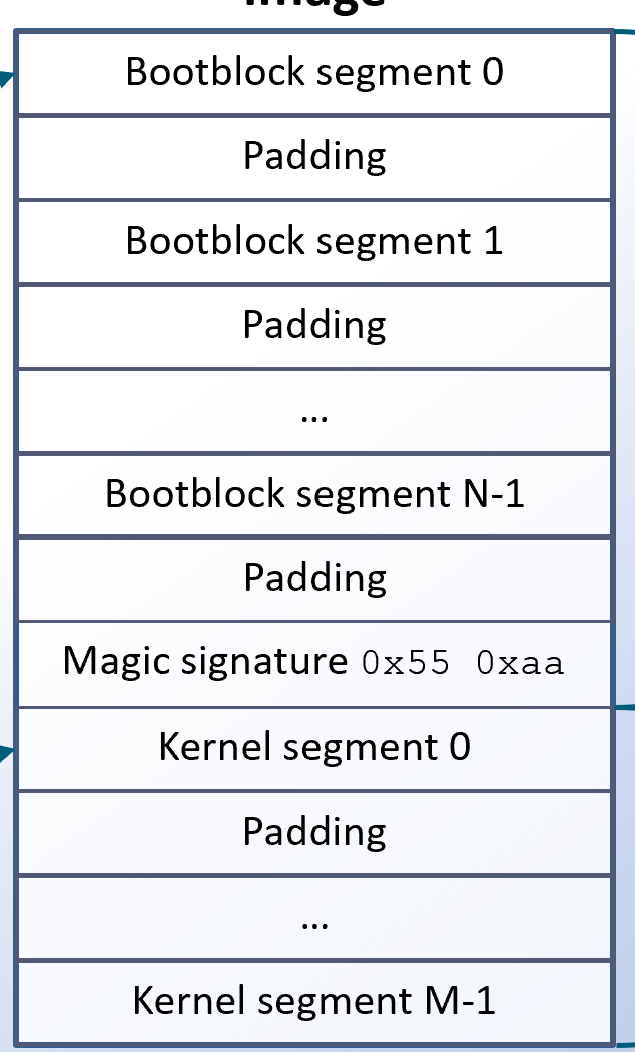 Image
Bootblock segment 0
Padding
Bootblock segment 1
Padding
...
Bootblock segment N-1
Padding
Magic signature 0x55 0xaa
Kernel segment 0
Padding
...
Kernel segment M-1